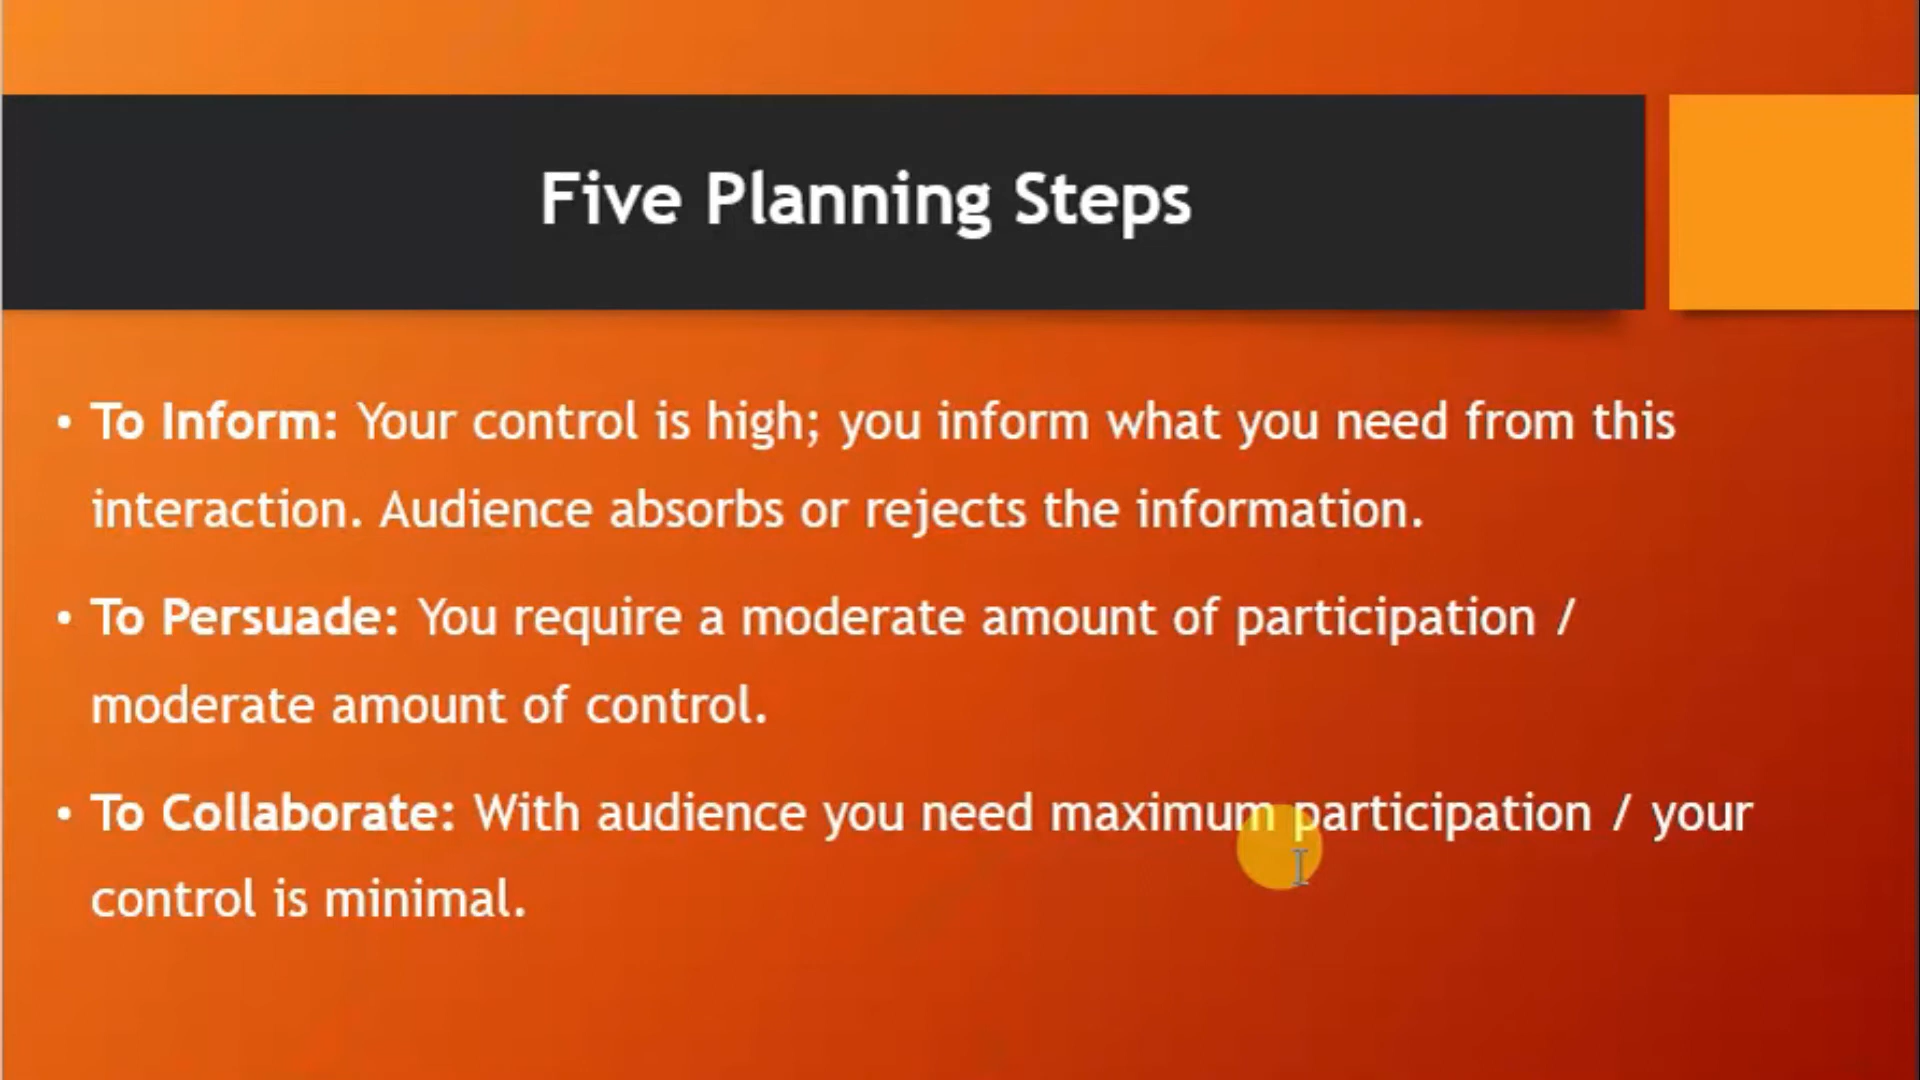 Five Planning Steps
• To Inform: Your control is high; you inform what you need from this
interaction. Audience absorbs or rejects the information.
• To Persuade: You require a moderate amount of participation /
moderate amount of control.
• To Collaborate: With audience you need maximum participation / your
control is minimal.